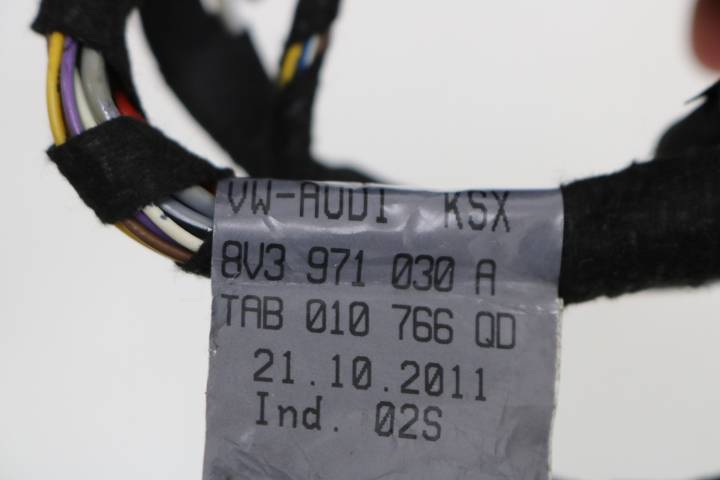 VW-AUDI KSX
8V3 971 030 A
TAB 010 766 QD
21.10.2011
Ind. 02S